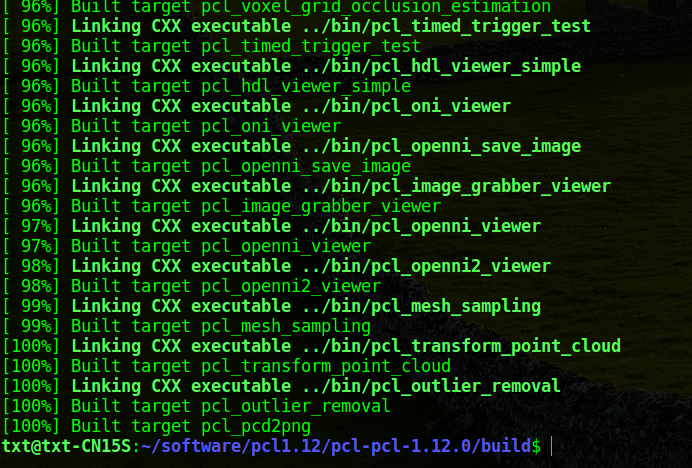 [ 96%] Built target pcl_voxel_grid_occlusion_estimation
[ 96%] Linking CXX executable ../bin/pcl_timed_trigger_test
[ 96%] Built target pcl_timed_trigger_test
[ 96%] Linking CXX executable ../bin/pcl_hdl_viewer_simple
[ 96%] Built target pcl_hdl_viewer_simple
[ 96%] Linking CXX executable ../bin/pcl_oni_viewer
[ 96%] Built target pcl_oni_viewer
[ 96%] Linking CXX executable ../bin/pcl_openni_save_image
[ 96%] Built target pcl_openni_save_image
[ 96%] Linking CXX executable ../bin/pcl_image_grabber_viewer
[ 96%] Built target pcl_image_grabber_viewer
[ 97%] Linking CXX executable ../bin/pcl_openni_viewer
[ 97%] Built target pcl_openni_viewer
[ 98%] Linking CXX executable ../bin/pcl_openni2_viewer
[ 98%] Built target pcl_openni2_viewer
[ 99%] Linking CXX executable ../bin/pcl_mesh_sampling
[ 99%] Built target pcl_mesh_sampling
[100%] Linking CXX executable ../bin/pcl_transform_point_cloud
[100%] Built target pcl_transform_point_cloud
[100%] Linking CXX executable ../bin/pcl_outlier_removal
[100%] Built target pcl_outlier_removal
[100%] Built target pcl_pcd2png
txt@txt-CN15S:~/software/pcl1.12/pcl-pcl-1.12.0/build$